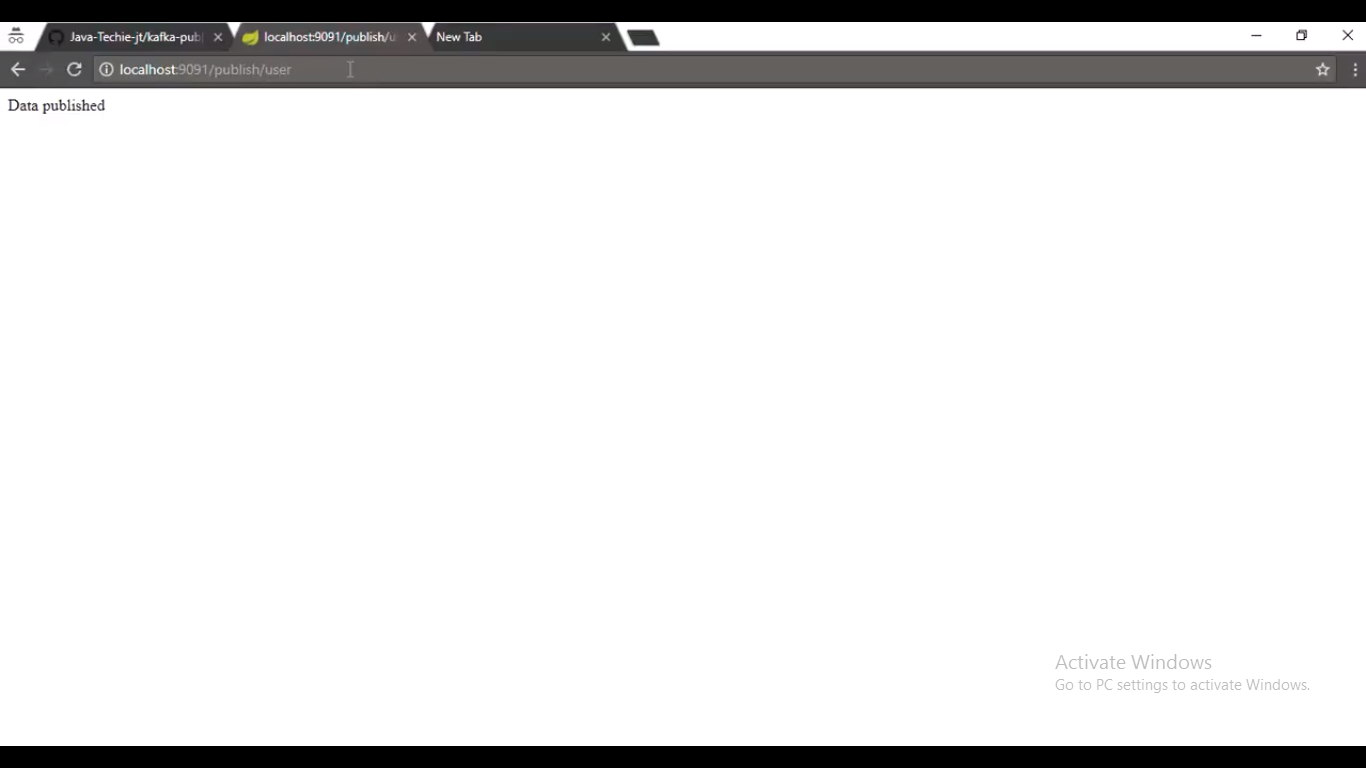 Java-Techie-jt/kafka-pub
localhost:9091/publish/u
New Tab
localhost:9091/publish/user
Data published
Activate Windows
Go to PC settings to activate Windows.